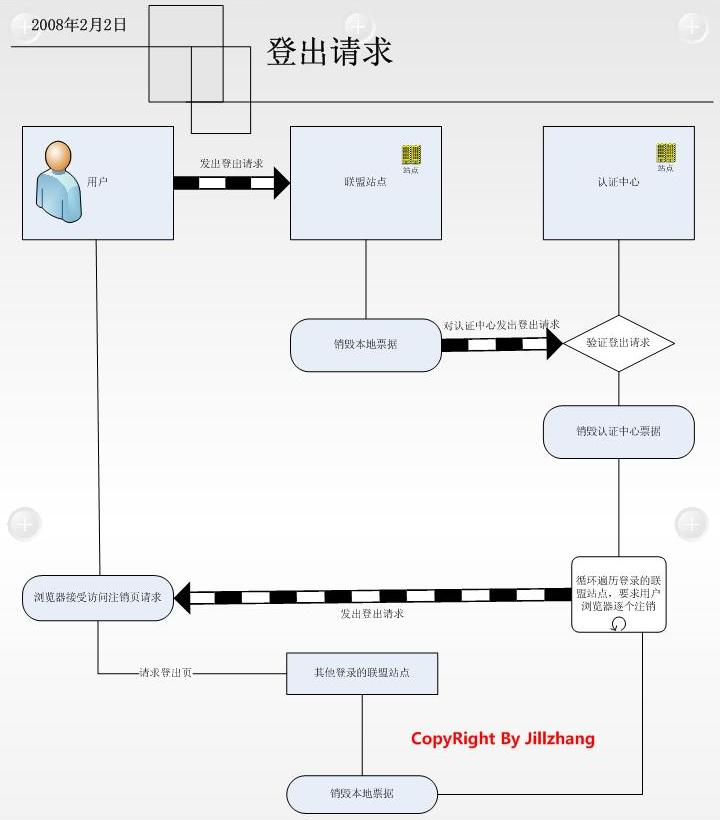 2008年2月2日
登出请求
用户
发出登出请求
联盟站点
站点
认证中心
站点
销毁本地票据
对认证中心发出登出请求
验证登出请求
销毁认证中心票据
循环遍历登录的联
盟站点，要求用户
浏览器逐个注销
浏览器接受访问注销页请求
发出登出请求
请求登出页
其他登录的联盟站点
CopyRight By Jillzhang
销毁本地票据